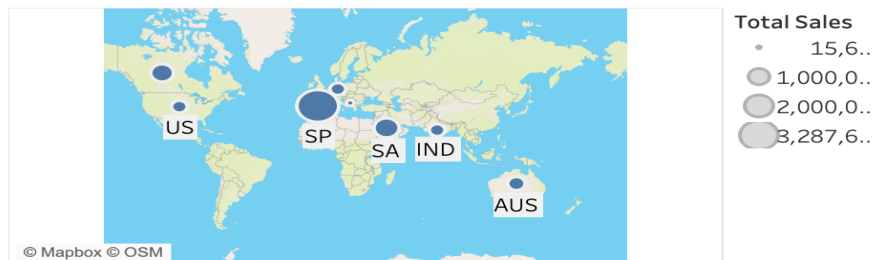 Total Sales
15,6..
1,000,0..
2,000,0..
3,287,6..
US
SP
SA
IND
AUS
© Mapbox © OSM